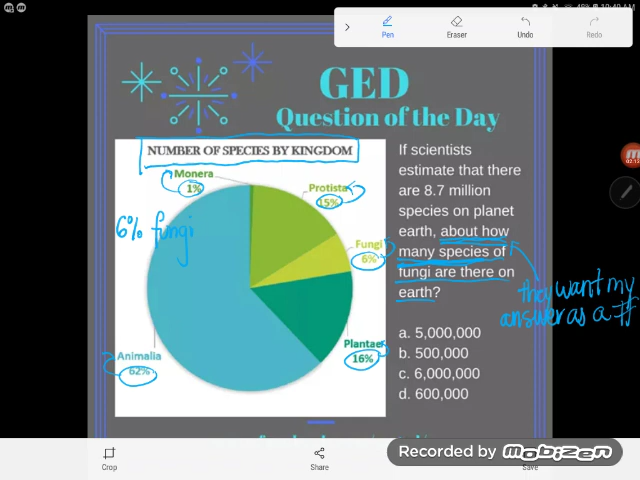 10:49 AM
Pen
Eraser
Undo
Redo
GED
Question of the Day
NUMBER OF SPECIES BY KINGDOM
Monera
1%
Protista
15%
Fungi
6%
Plantae
16%
Animalia
62%
6% fungi
If scientists
estimate that there
are 8.7 million
species on planet
earth, about how
many species of
fungi are there on
earth?
they want my
answer as a #
a. 5,000,000
b. 500,000
c. 6,000,000
d. 600,000
Crop
Share
Save
Recorded by
mobizen